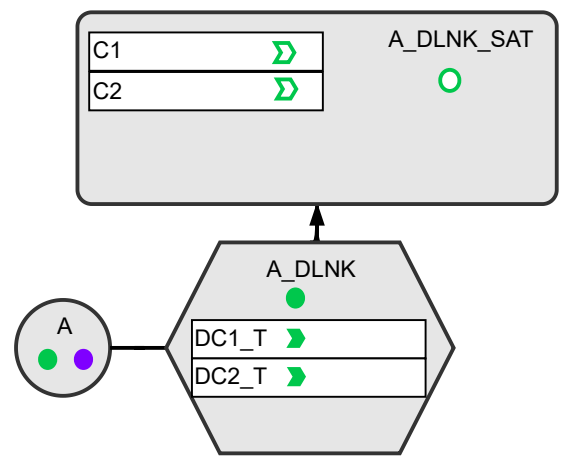 C1
A_DLNK_SAT
C2
A_DLNK
A
DC1_T
DC2_T